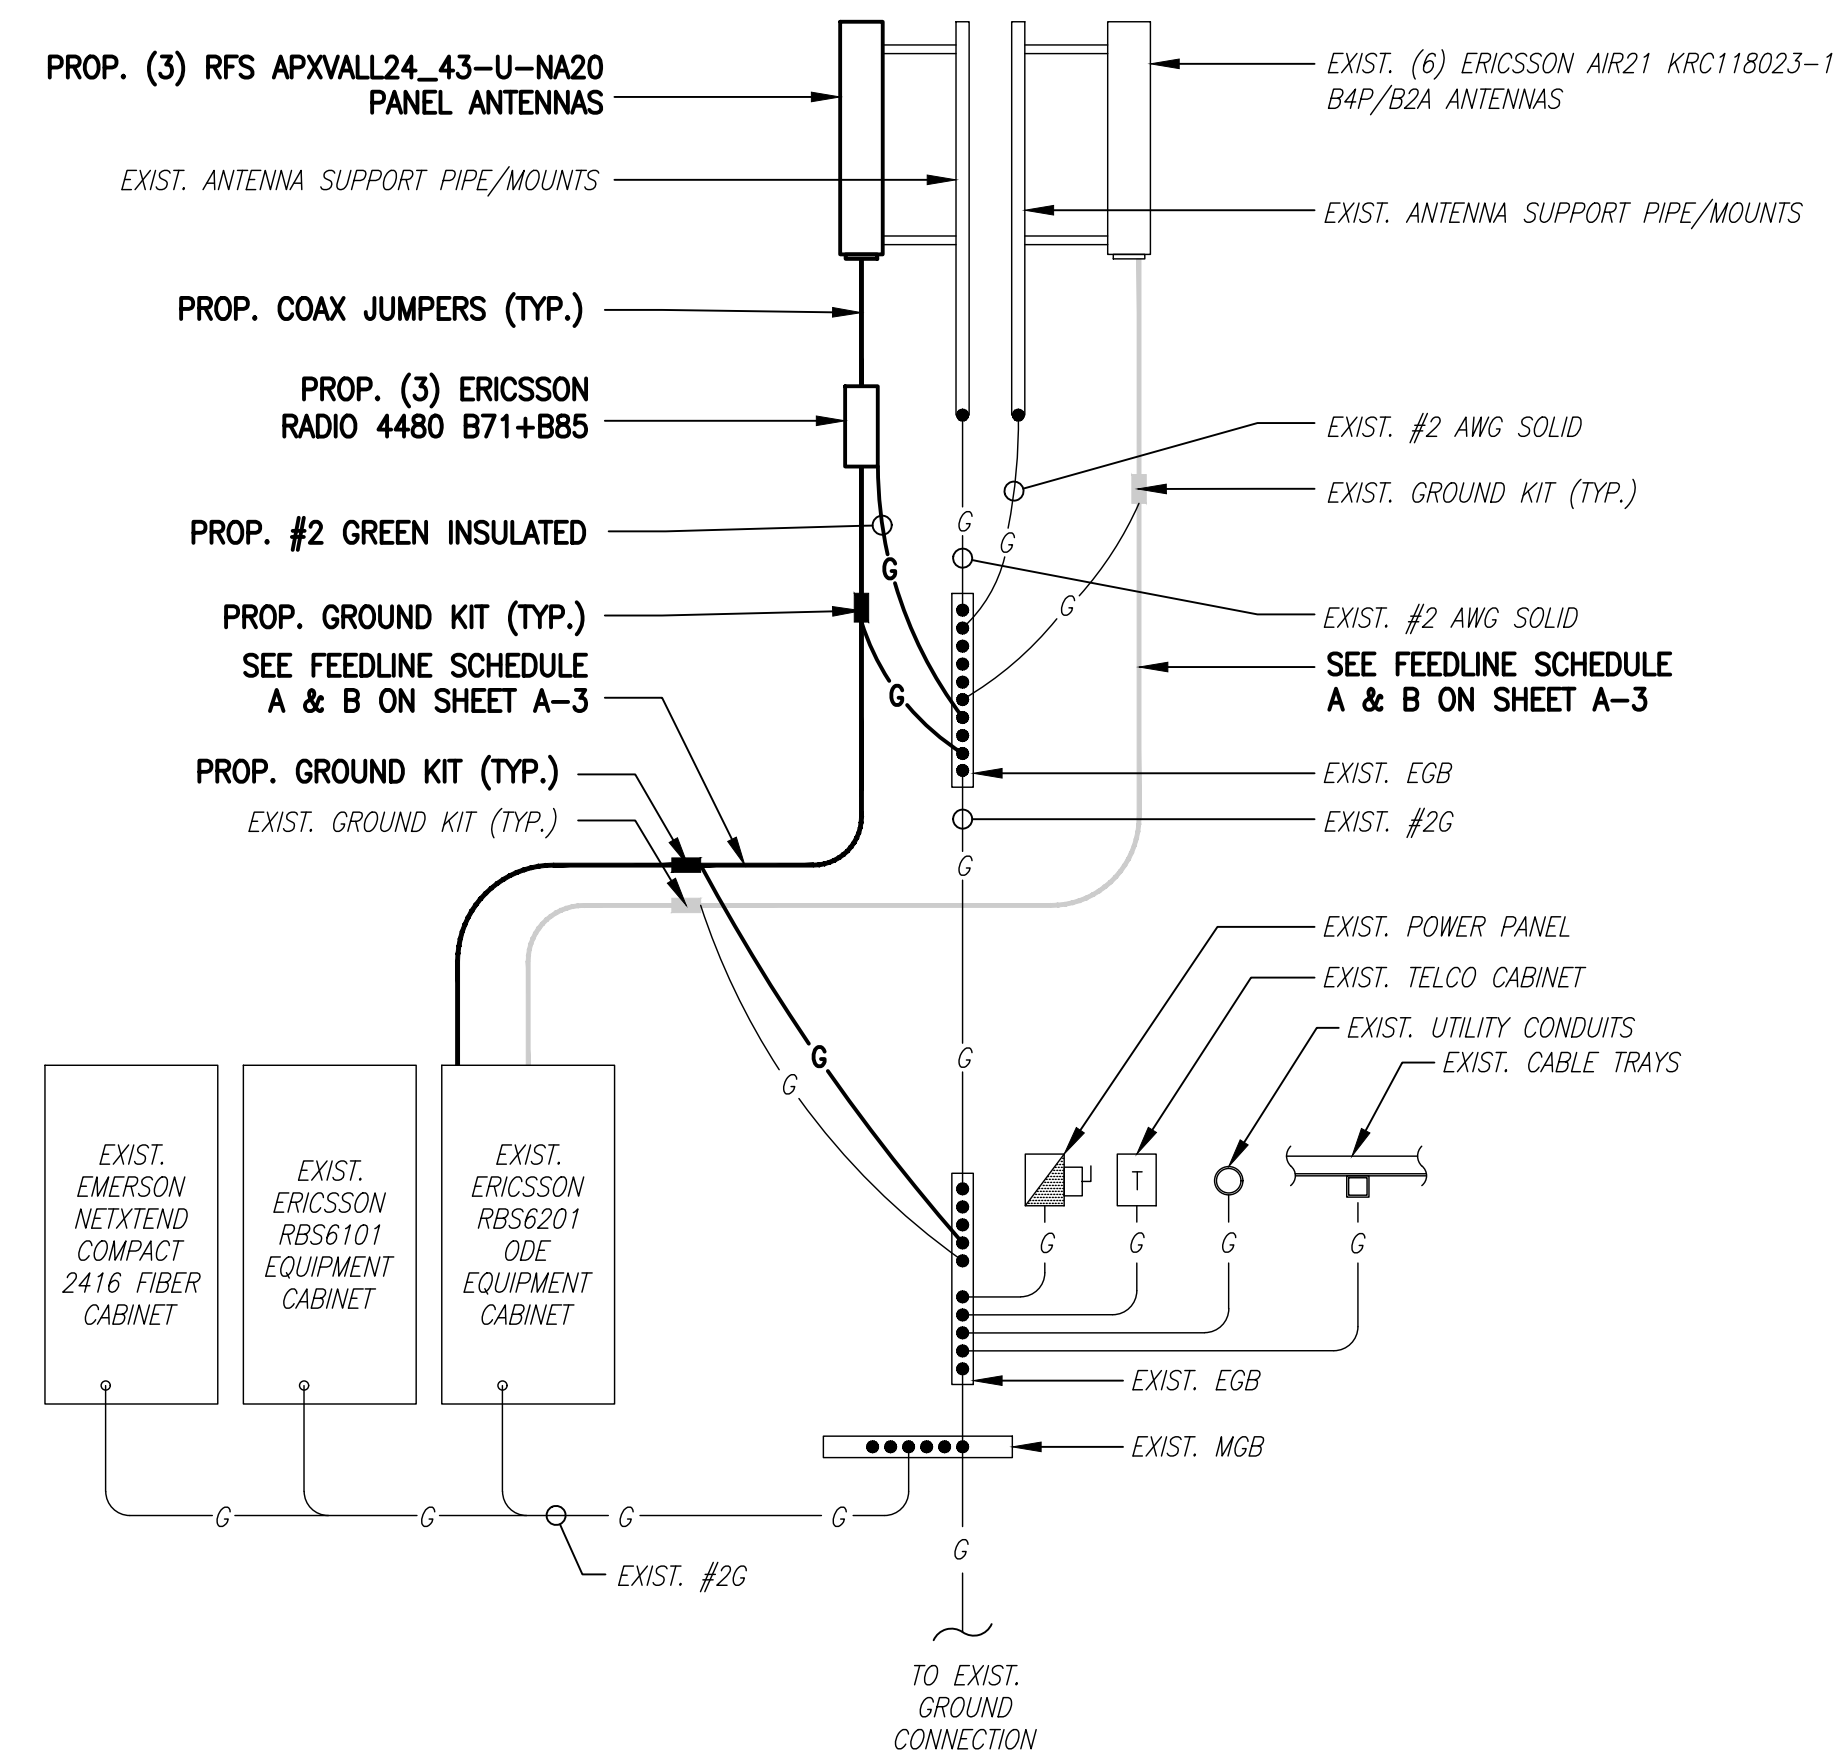 PROP. (3) RFS APXVALL24_43-U-NA20
PANEL ANTENNAS
EXIST. ANTENNA SUPPORT PIPE/MOUNTS
PROP. COAX JUMPERS (TYP.)
PROP. (3) ERICSSON
RADIO 4480 B71+B85
PROP. #2 GREEN INSULATED
PROP. GROUND KIT (TYP.)
SEE FEEDLINE SCHEDULE
A & B ON SHEET A-3
PROP. GROUND KIT (TYP.)
EXIST. GROUND KIT (TYP.)
EXIST. (6) ERICSSON AIR21 KRC118023-1
B4P/B2A ANTENNAS
EXIST. ANTENNA SUPPORT PIPE/MOUNTS
EXIST. #2 AWG SOLID
EXIST. GROUND KIT (TYP.)
EXIST. #2 AWG SOLID
SEE FEEDLINE SCHEDULE
A & B ON SHEET A-3
EXIST. EGB
EXIST. #2G
EXIST. POWER PANEL
EXIST. TELCO CABINET
EXIST. UTILITY CONDUITS
EXIST. CABLE TRAYS
G
G
G
G
G
G
G
G
G
T
G
G
G
G
EXIST.
EMERSON
NETXTEND
COMPACT
2416 FIBER
CABINET
EXIST.
ERICSSON
RBS6101
EQUIPMENT
CABINET
EXIST.
ERICSSON
RBS6201
ODE
EQUIPMENT
CABINET
EXIST. EGB
EXIST. MGB
G
G
G
G
G
EXIST. #2G
TO EXIST.
GROUND
CONNECTION